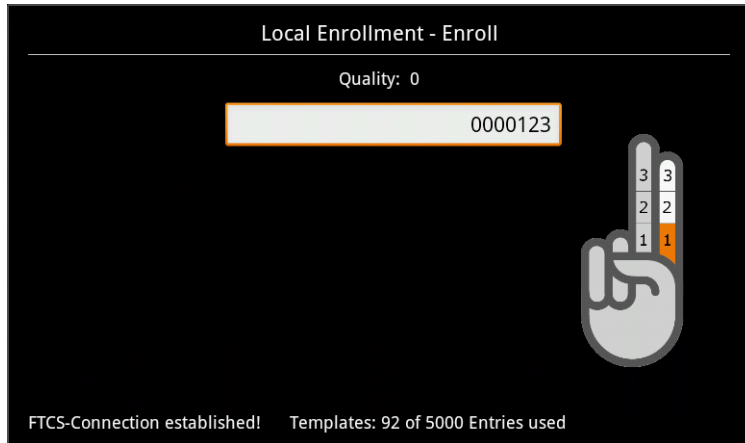 Local Enrollment - Enroll
Quality: 0
0000123
3 3
2 2
1 1
FTCS-Connection established! Templates: 92 of 5000 Entries used